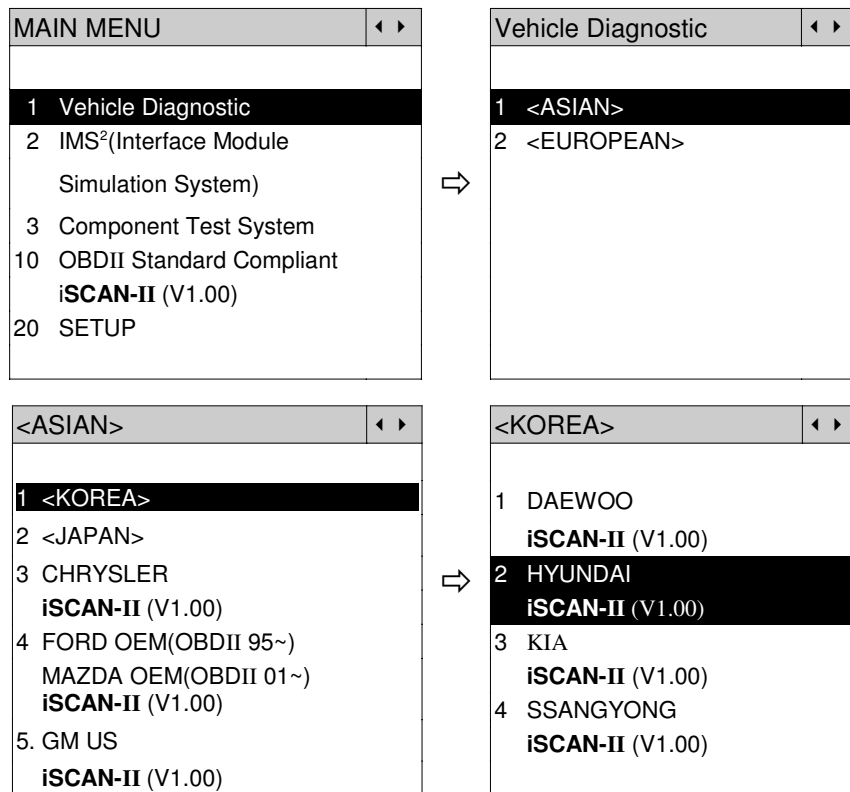 MAIN MENU
1 Vehicle Diagnostic
2 IMS²(Interface Module
Simulation System)
3 Component Test System
10 OBDII Standard Compliant
iSCAN-II (V1.00)
20 SETUP
Vehicle Diagnostic
1 <ASIAN>
2 <EUROPEAN>
<ASIAN>
1 <KOREA>
2 <JAPAN>
3 CHRYSLER
iSCAN-II (V1.00)
4 FORD OEM(OBDII 95~)
MAZDA OEM(OBDII 01~)
iSCAN-II (V1.00)
5. GM US
iSCAN-II (V1.00)
<KOREA>
1 DAEWOO
iSCAN-II (V1.00)
2 HYUNDAI
iSCAN-II (V1.00)
3 KIA
iSCAN-II (V1.00)
4 SSANGYONG
iSCAN-II (V1.00)